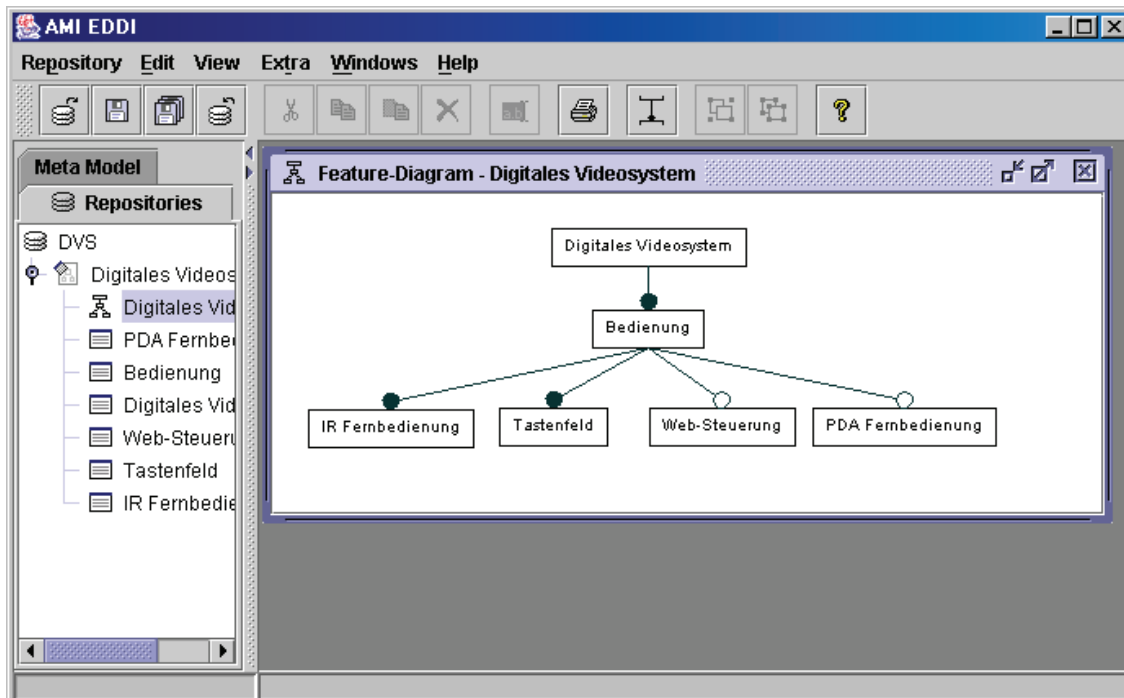 AMI EDDI
Repository Edit View Extra Windows Help
Meta Model
Repositories
DVS
Digitales Videos
Digitales Vid
PDA Fernbe
Bedienung
Digitales Vid
Web-Steueru
Tastenfeld
IR Fernbedie
Feature-Diagram - Digitales Videosystem
Digitales Videosystem
Bedienung
IR Fernbedienung Tastenfeld Web-Steuerung PDA Fernbedienung